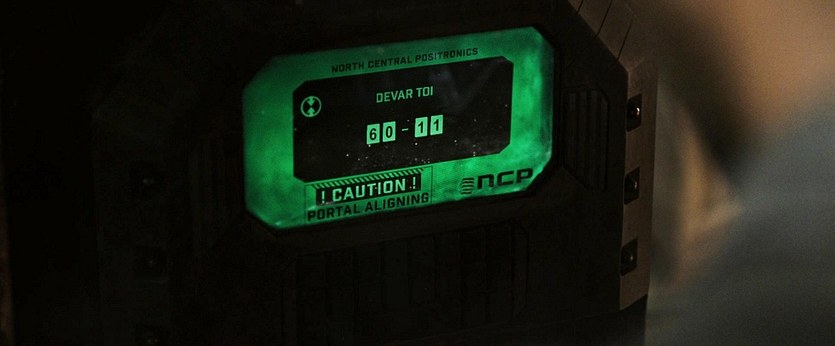 NORTH CENTRAL POSITRONICS
DEVAR TOI
60-11
! CAUTION !
PORTAL ALIGNING
NCP